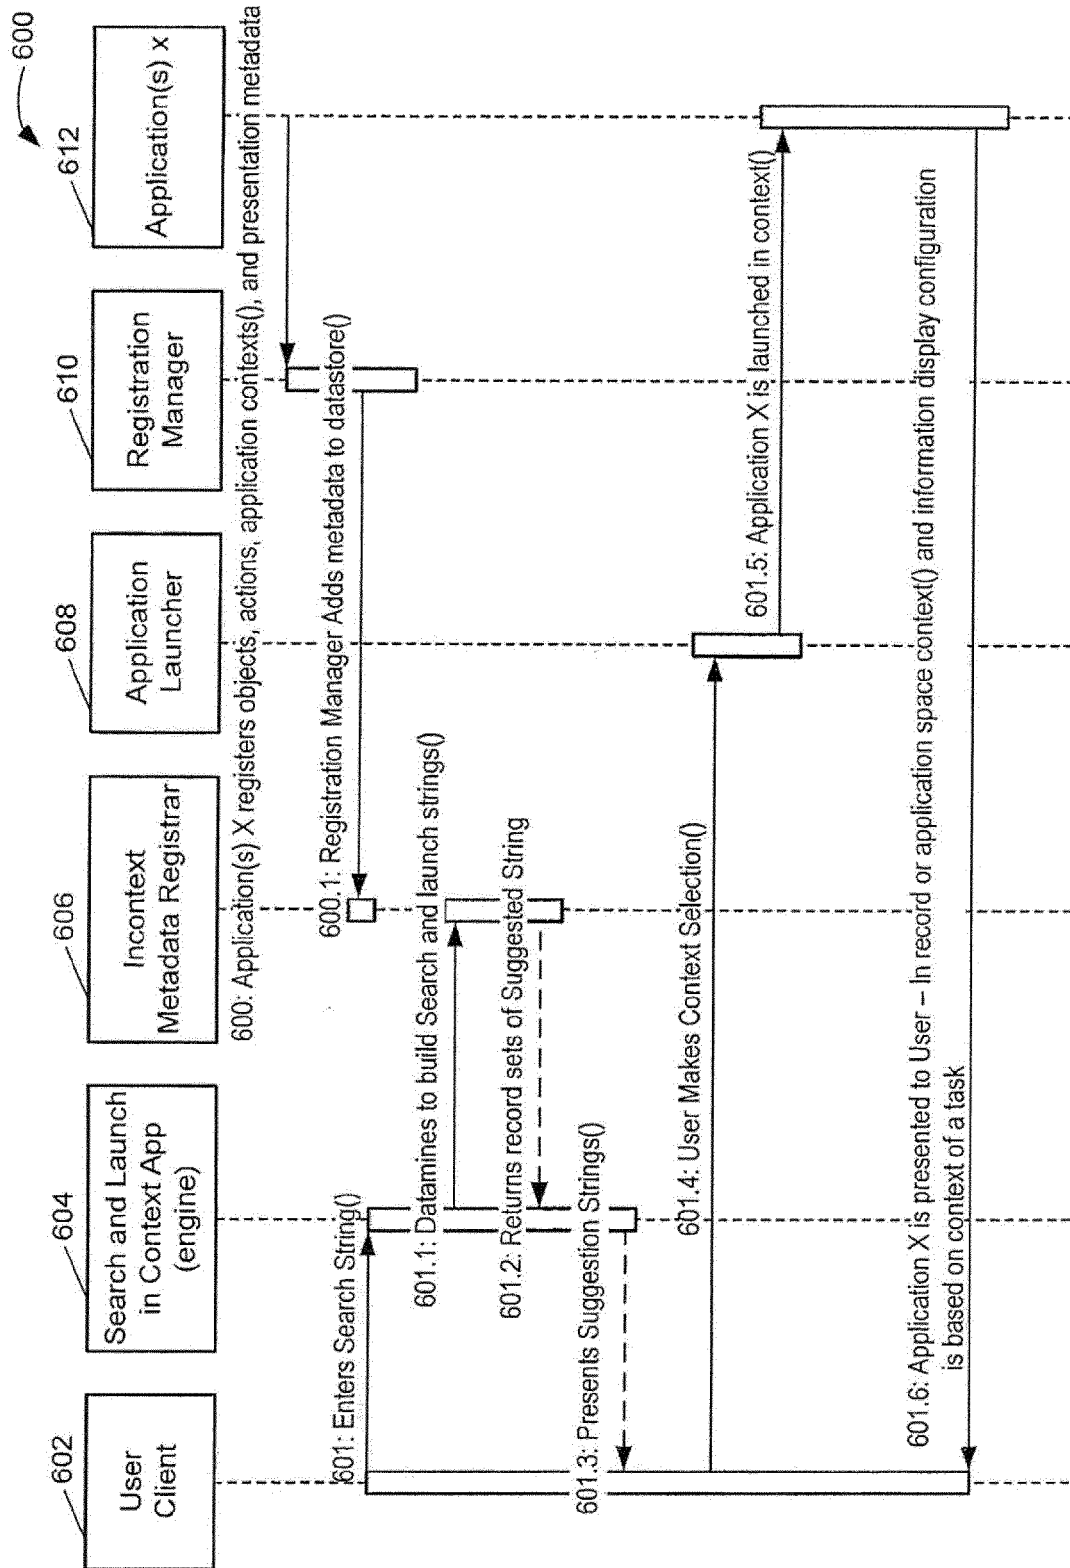 600
602
604
606
608
610
612
User
Client
Search and Launch
in Context App
(engine)
Incontext
Metadata Registrar
Application
Launcher
Registration
Manager
Application(s) x
600: Application(s) X registers objects, actions, application contexts(), and presentation metadata
600.1: Registration Manager Adds metadata to datastore()
601: Enters Search String()
601.1: Datamines to build Search and launch strings()
601.2: Returns record sets of Suggested String
601.3: Presents Suggestion Strings()
601.4: User Makes Context Selection()
601.5: Application X is launched in context()
601.6: Application X is presented to User – In record or application space context() and information display configuration
is based on context of a task